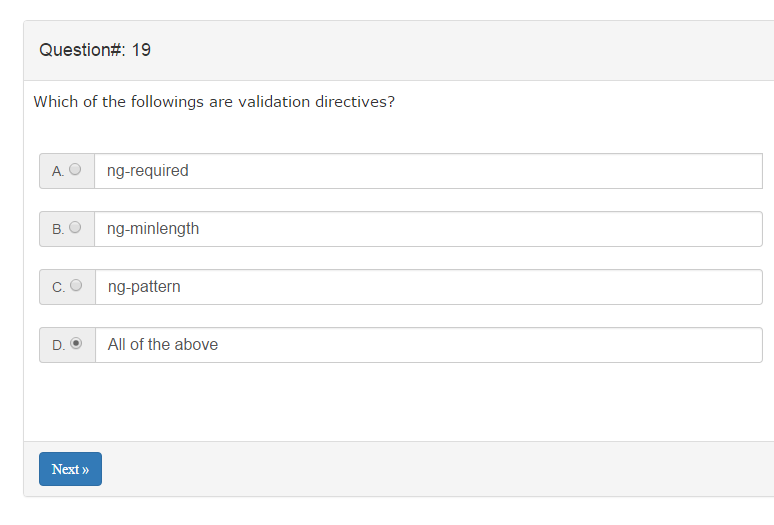 Question#: 19
Which of the followings are validation directives?
A. ng-required
B. ng-minlength
C. ng-pattern
D. All of the above
Next »